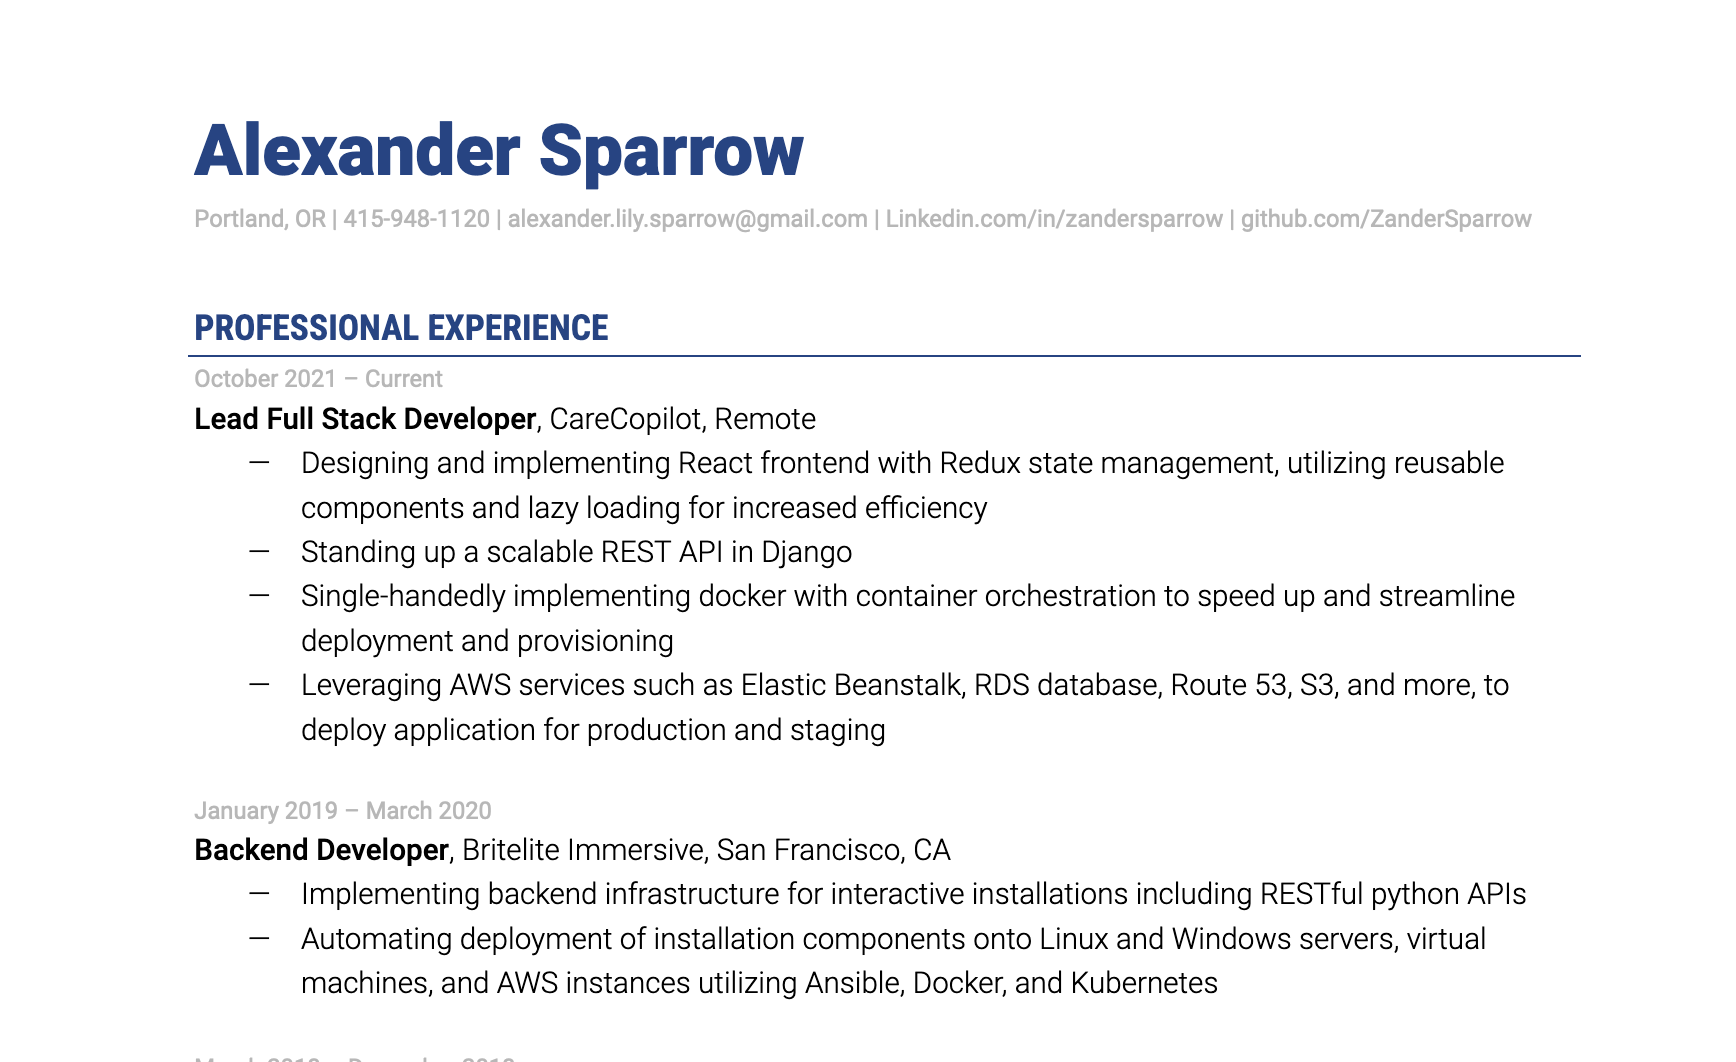 Alexander Sparrow
Portland, OR | 415-948-1120 | alexander.lily.sparrow@gmail.com | Linkedin.com/in/zandersparrow | github.com/ZanderSparrow
PROFESSIONAL EXPERIENCE
October 2021 – Current
Lead Full Stack Developer, CareCopilot, Remote
— Designing and implementing React frontend with Redux state management, utilizing reusable
components and lazy loading for increased efficiency
— Standing up a scalable REST API in Django
— Single-handedly implementing docker with container orchestration to speed up and streamline
deployment and provisioning
— Leveraging AWS services such as Elastic Beanstalk, RDS database, Route 53, S3, and more, to
deploy application for production and staging
January 2019 – March 2020
Backend Developer, Britelite Immersive, San Francisco, CA
— Implementing backend infrastructure for interactive installations including RESTful python APIs
— Automating deployment of installation components onto Linux and Windows servers, virtual
machines, and AWS instances utilizing Ansible, Docker, and Kubernetes